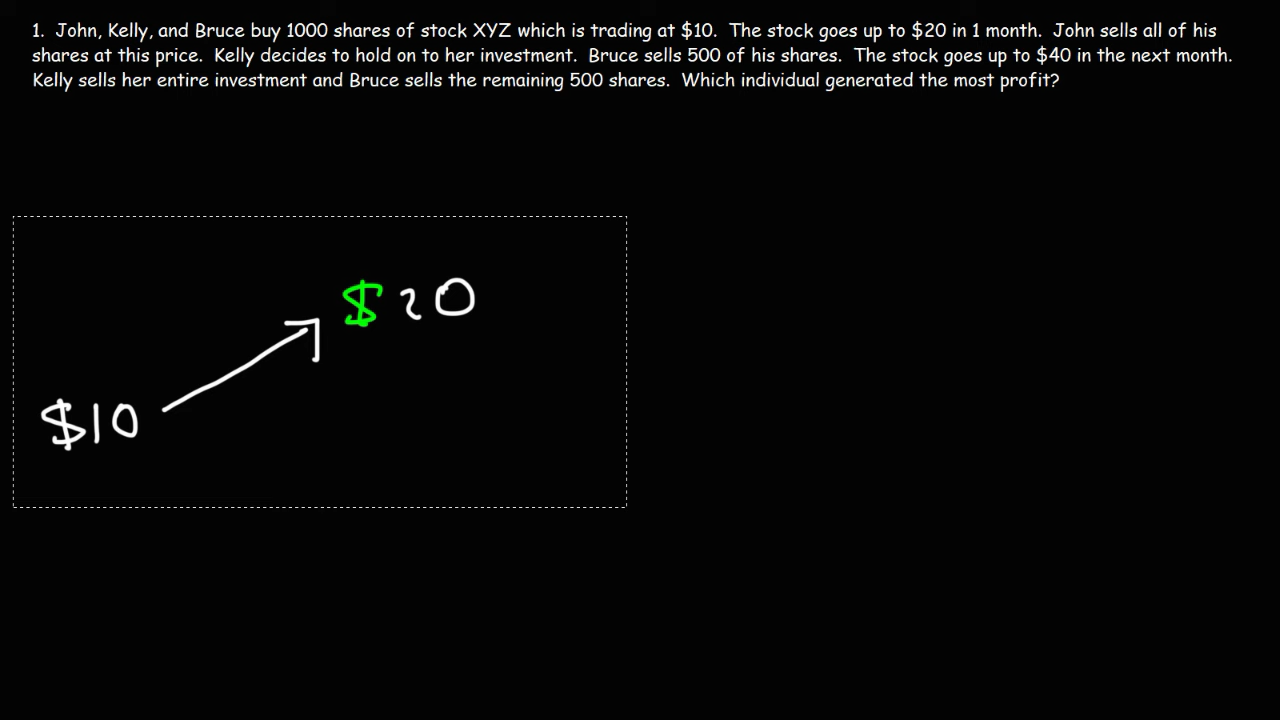 1. John, Kelly, and Bruce buy 1000 shares of stock XYZ which is trading at $10. The stock goes up to $20 in 1 month. John sells all of his
shares at this price. Kelly decides to hold on to her investment. Bruce sells 500 of his shares. The stock goes up to $40 in the next month.
Kelly sells her entire investment and Bruce sells the remaining 500 shares. Which individual generated the most profit?
$20
$10